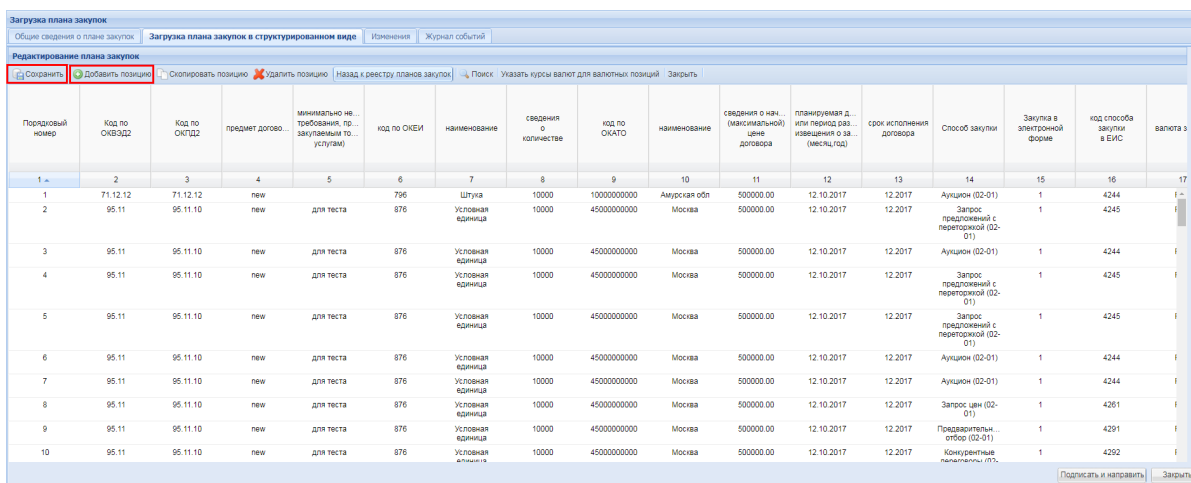 Загрузка плана закупок
Общие сведения о плане закупок Загрузка плана закупок в структурированном виде Изменения Журнал событий
Редактирование плана закупок
Сохранить Добавить позицию Скопировать позицию Удалить позицию Назад к реестру планов закупок Поиск Указать курсы валют для валютных позиций Закрыть
Порядковый номер Код по ОКВЭД2 Код по ОКПД2 предмет догово... минимально не... требования, пр... закупаемым то... услугам) код по ОКЕИ наименование сведения о количестве код по ОКАТО наименование сведения о нач... (максимальной) цене договора планируемая д... или период раз... извещения о за... (месяц,год) срок исполнения договора Способ закупки Закупка в электронной форме код способа закупки в ЕИС валюта з
1 2 3 4 5 6 7 8 9 10 11 12 13 14 15 16 17
1 71.12.12 71.12.12 new 796 Штука 10000 10000000000 Амурская обл 500000.00 12.10.2017 12.2017 Аукцион (02-01) 1 4244
2 95.11 95.11.10 new для теста 876 Условная единица 10000 45000000000 Москва 500000.00 12.10.2017 12.2017 Запрос предложений с переторжкой (02-01) 1 4245
3 95.11 95.11.10 new для теста 876 Условная единица 10000 45000000000 Москва 500000.00 12.10.2017 12.2017 Аукцион (02-01) 1 4244
4 95.11 95.11.10 new для теста 876 Условная единица 10000 45000000000 Москва 500000.00 12.10.2017 12.2017 Запрос предложений с переторжкой (02-01) 1 4245
5 95.11 95.11.10 new для теста 876 Условная единица 10000 45000000000 Москва 500000.00 12.10.2017 12.2017 Запрос предложений с переторжкой (02-01) 1 4245
6 95.11 95.11.10 new для теста 876 Условная единица 10000 45000000000 Москва 500000.00 12.10.2017 12.2017 Аукцион (02-01) 1 4244
7 95.11 95.11.10 new для теста 876 Условная единица 10000 45000000000 Москва 500000.00 12.10.2017 12.2017 Аукцион (02-01) 1 4244
8 95.11 95.11.10 new для теста 876 Условная единица 10000 45000000000 Москва 500000.00 12.10.2017 12.2017 Запрос цен (02-01) 1 4261
9 95.11 95.11.10 new для теста 876 Условная единица 10000 45000000000 Москва 500000.00 12.10.2017 12.2017 Предварительн... отбор (02-01) 1 4291
10 95.11 95.11.10 new для теста 876 Условная единица 10000 45000000000 Москва 500000.00 12.10.2017 12.2017 Конкурентные переговоры (02- 1 4292
Подписать и направить Закрыть